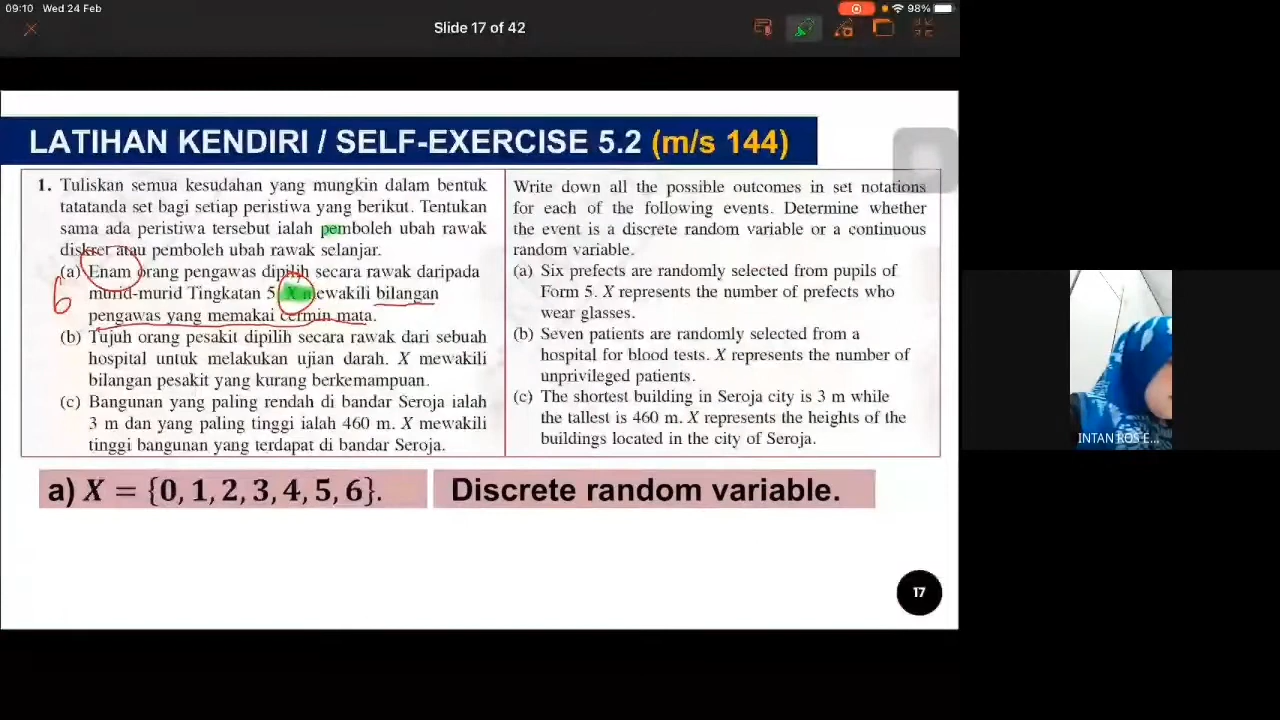 09:10 Wed 24 Feb
Slide 17 of 42
98%
LATIHAN KENDIRI / SELF-EXERCISE 5.2 (m/s 144)
1. Tuliskan semua kesudahan yang mungkin dalam bentuk
tatatanda set bagi setiap peristiwa yang berikut. Tentukan
sama ada peristiwa tersebut ialah pemboleh ubah rawak
diskret atau pemboleh ubah rawak selanjar.
(a) Enam orang pengawas dipilih secara rawak daripada
murid-murid Tingkatan 5. X mewakili bilangan
pengawas yang memakai cermin mata.
6
(b) Tujuh orang pesakit dipilih secara rawak dari sebuah
hospital untuk melakukan ujian darah. X mewakili
bilangan pesakit yang kurang berkemampuan.
(c) Bangunan yang paling rendah di bandar Seroja ialah
3 m dan yang paling tinggi ialah 460 m. X mewakili
tinggi bangunan yang terdapat di bandar Seroja.
Write down all the possible outcomes in set notations
for each of the following events. Determine whether
the event is a discrete random variable or a continuous
random variable.
(a) Six prefects are randomly selected from pupils of
Form 5. X represents the number of prefects who
wear glasses.
(b) Seven patients are randomly selected from a
hospital for blood tests. X represents the number of
unprivileged patients.
(c) The shortest building in Seroja city is 3 m while
the tallest is 460 m. X represents the heights of the
buildings located in the city of Seroja.
a) X = {0, 1, 2, 3, 4, 5, 6}.
Discrete random variable.
17
INTAN ROS E...